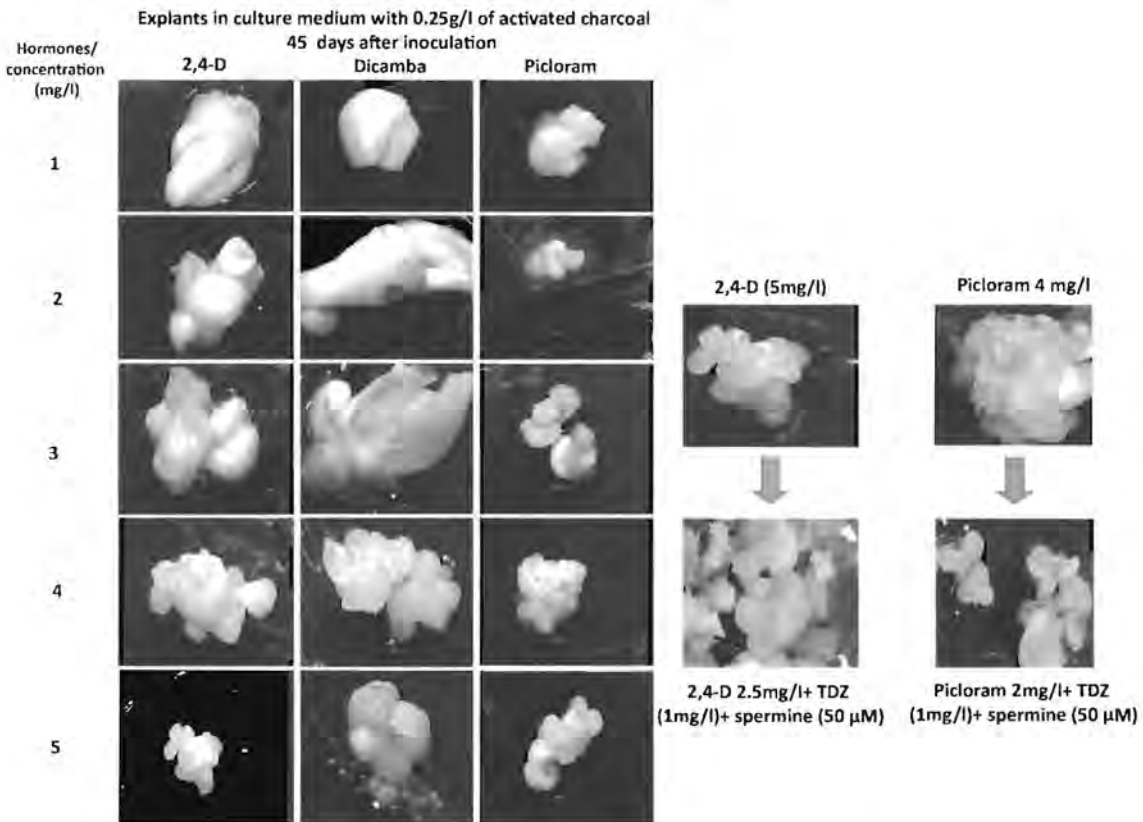 Explants in culture medium with 0.25g/l of activated charcoal
45 days after inoculation
Hormones/
concentration
(mg/l)
2,4-D
Dicamba
Picloram
1
2
3
4
5
2,4-D (5mg/l)
Picloram 4 mg/l
2,4-D 2.5mg/l+ TDZ
(1mg/l)+ spermine (50 µM)
Picloram 2mg/l+ TDZ
(1mg/l)+ spermine (50 µM)